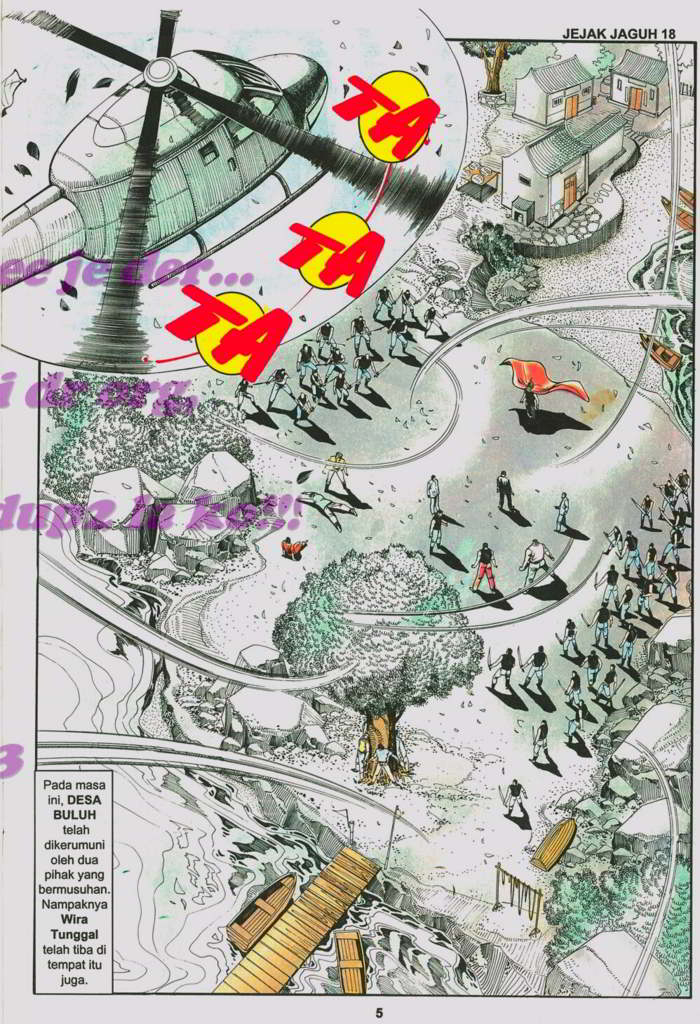 JEJAK JAGUH 18
TA
TA
TA
ee je der...
i dr org,
dup2 la ko!!!
3
Pada masa
ini, DESA
BULUH
telah
dikerumuni
oleh dua
pihak yang
bermusuhan.
Nampaknya
Wira
Tunggal
telah tiba di
tempat itu
juga.
5